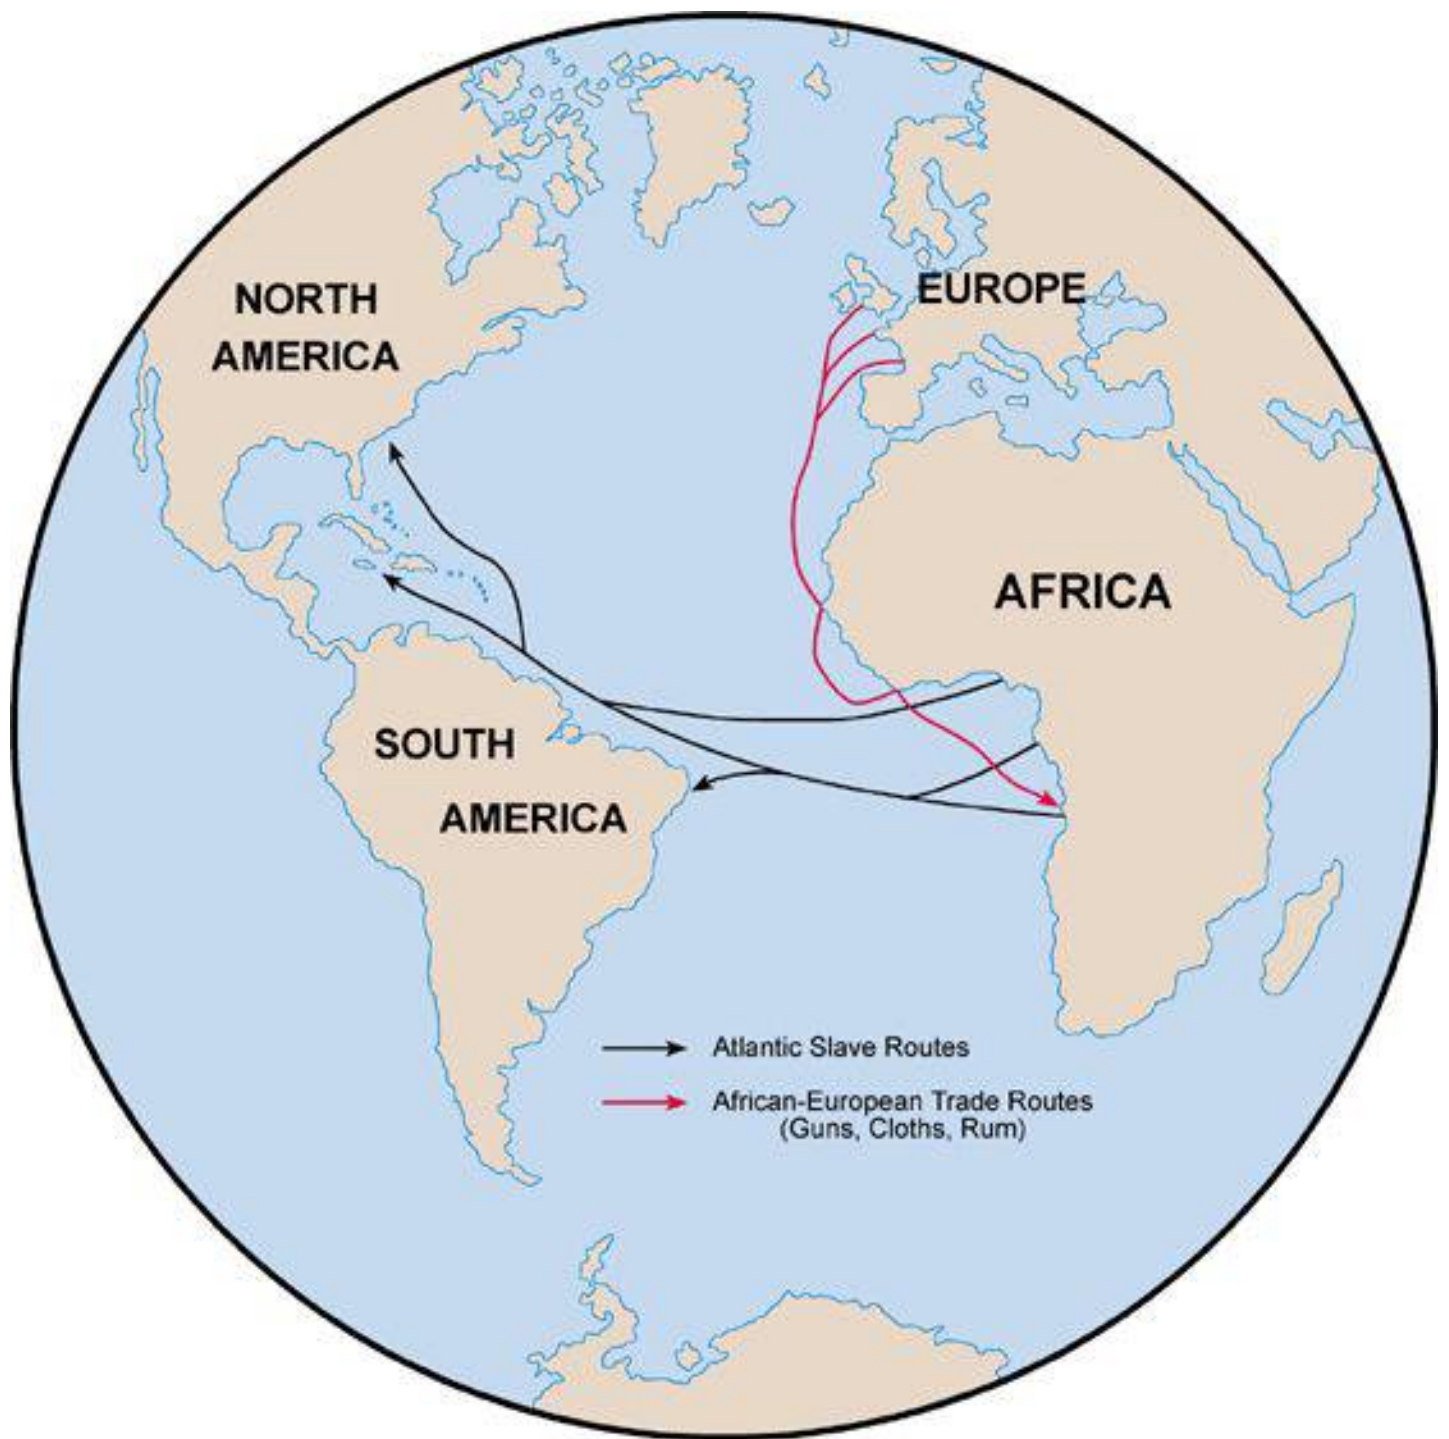 NORTH
AMERICA
EUROPE
AFRICA
SOUTH
AMERICA
Atlantic Slave Routes
African-European Trade Routes
(Guns, Cloths, Rum)